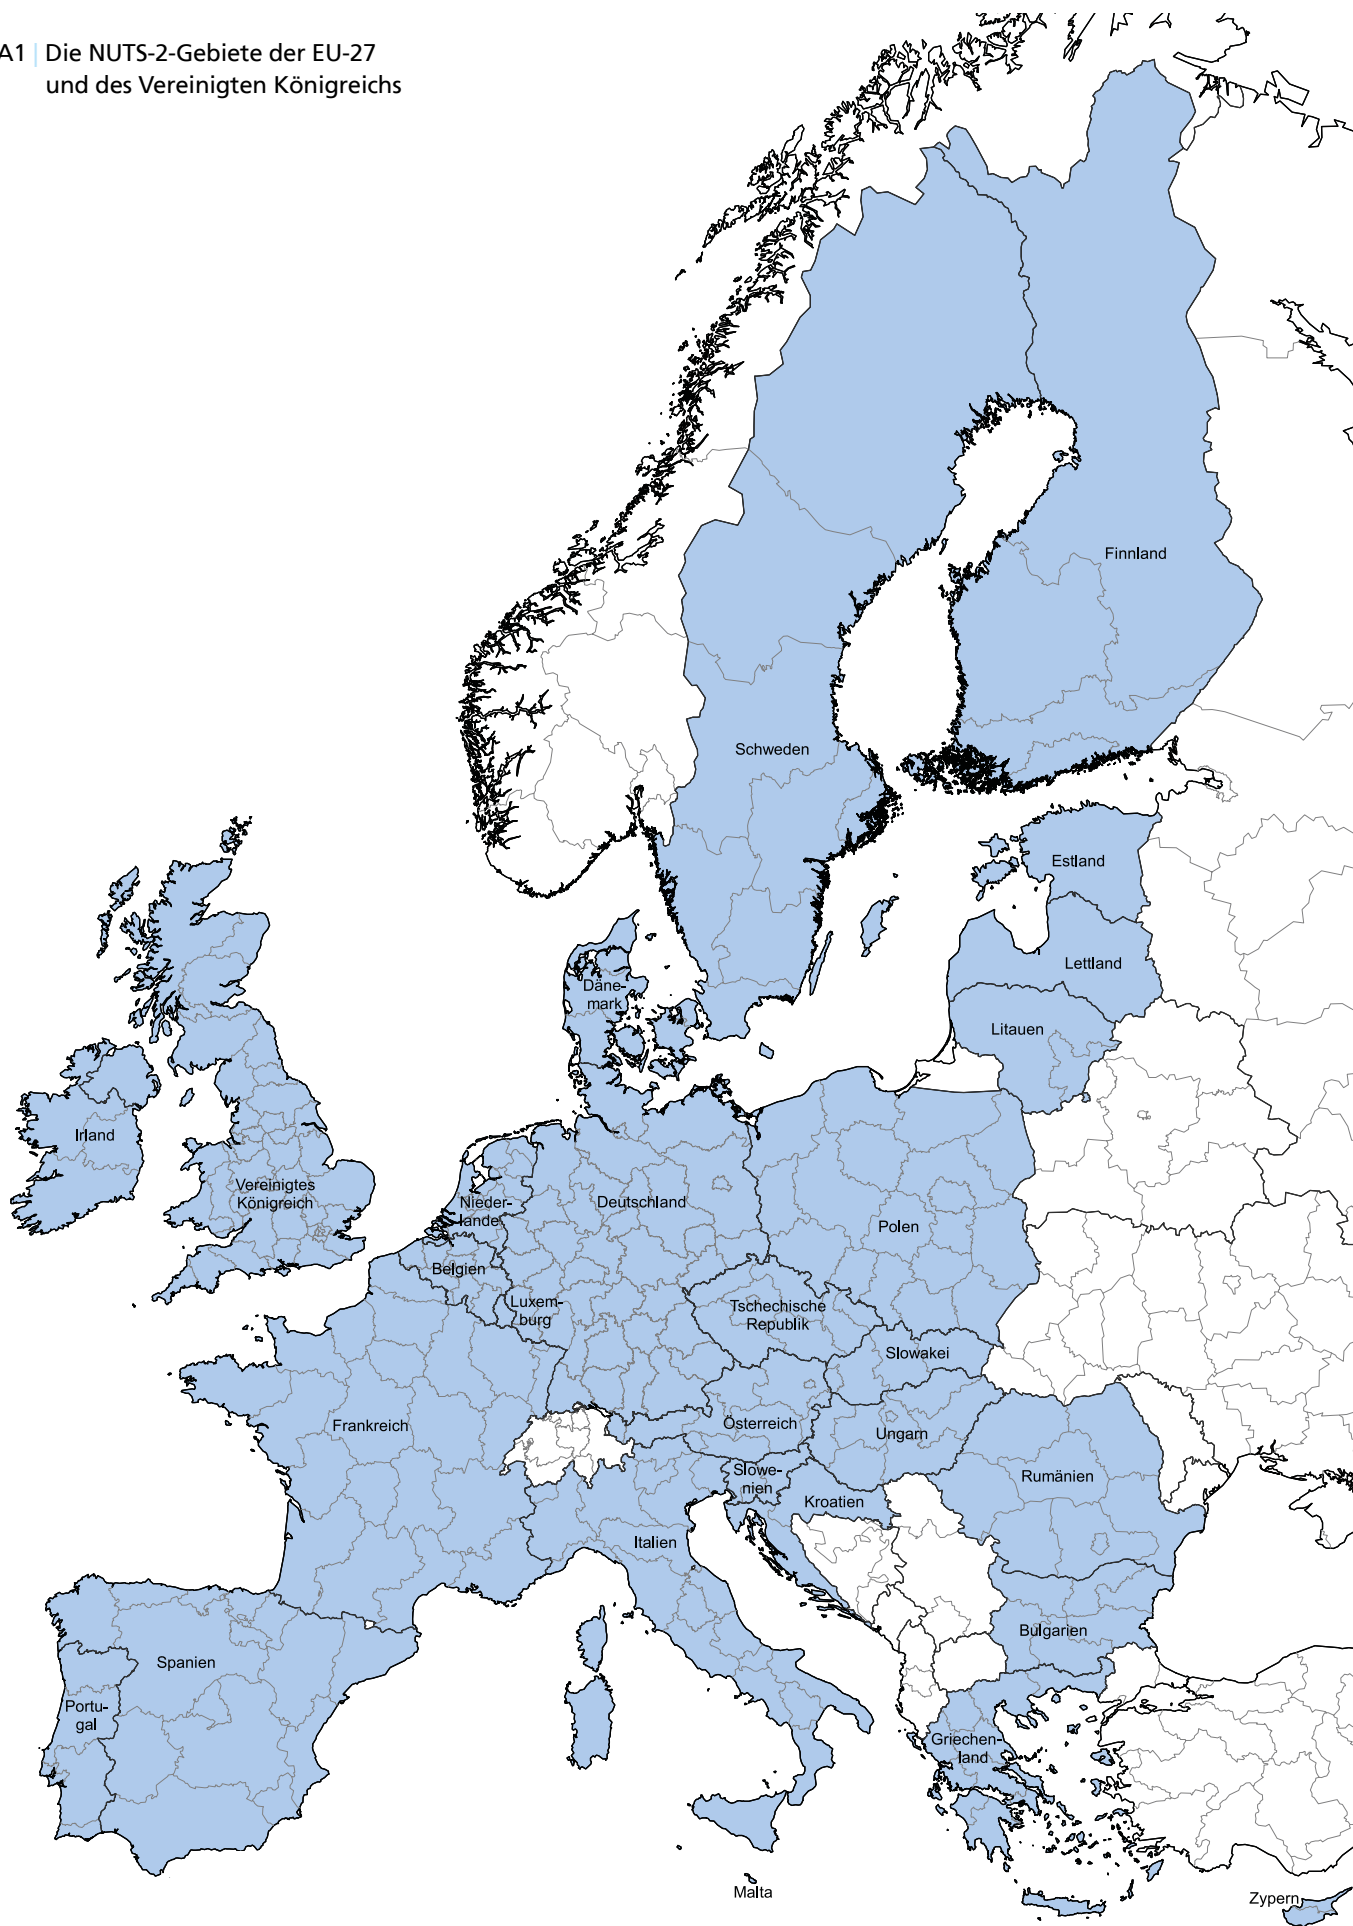 A1 | Die NUTS-2-Gebiete der EU-27
und des Vereinigten Königreichs
Finnland
Schweden
Estland
Lettland
Däne-
mark
Litauen
Irland
Vereinigtes
Königreich
Nieder-
lande
Deutschland
Polen
Belgien
Luxem-
burg
Tschechische
Republik
Slowakei
Frankreich
Österreich
Ungarn
Slowe-
nien
Rumänien
Kroatien
Italien
Bulgarien
Spanien
Portu-
gal
Griechen-
land
Malta
Zypern